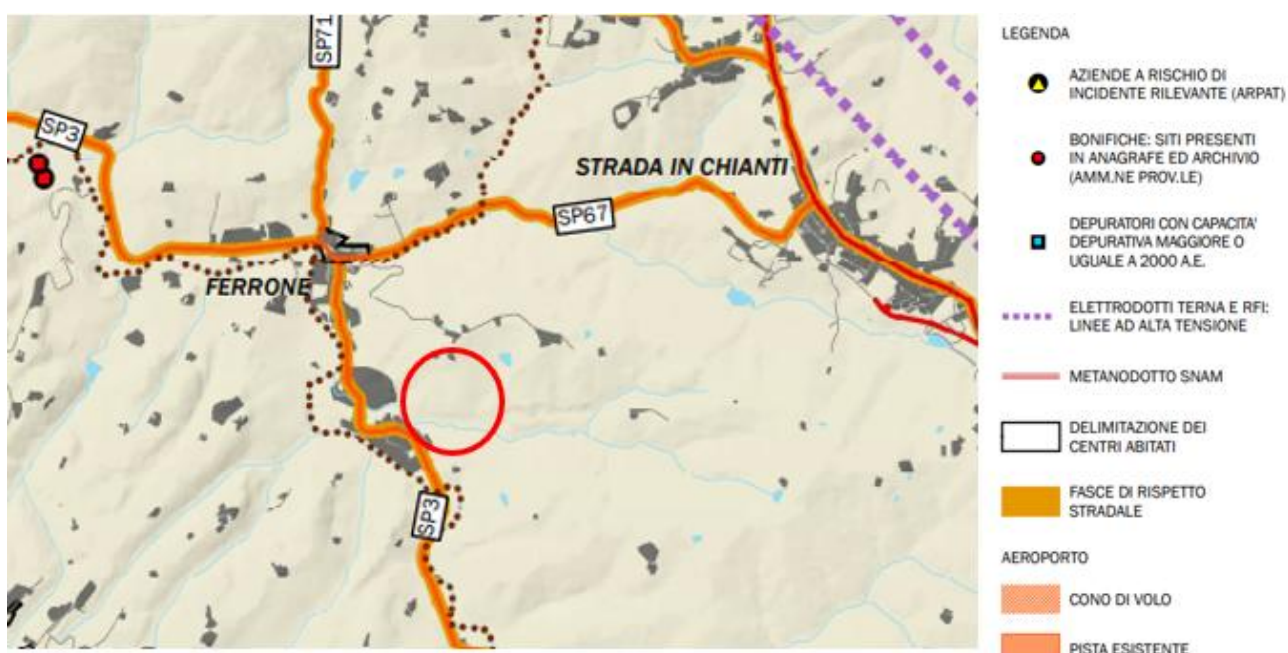 SP71
SP3
STRADA IN CHIANTI
SP67
FERRONE
SP3
LEGENDA
AZIENDE A RISCHIO DI
INCIDENTE RILEVANTE (ARPAT)
BONIFICHE: SITI PRESENTI
IN ANAGRAFE ED ARCHIVIO
(AMM.NE PROV.LE)
DEPURATORI CON CAPACITA'
DEPURATIVA MAGGIORE O
UGUALE A 2000 A.E.
ELETTRODOTTI TERNA E RFI:
LINEE AD ALTA TENSIONE
METANODOTTO SNAM
DELIMITAZIONE DEI
CENTRI ABITATI
FASCE DI RISPETTO
STRADALE
AEROPORTO
CONO DI VOLO
PISTA ESISTENTE